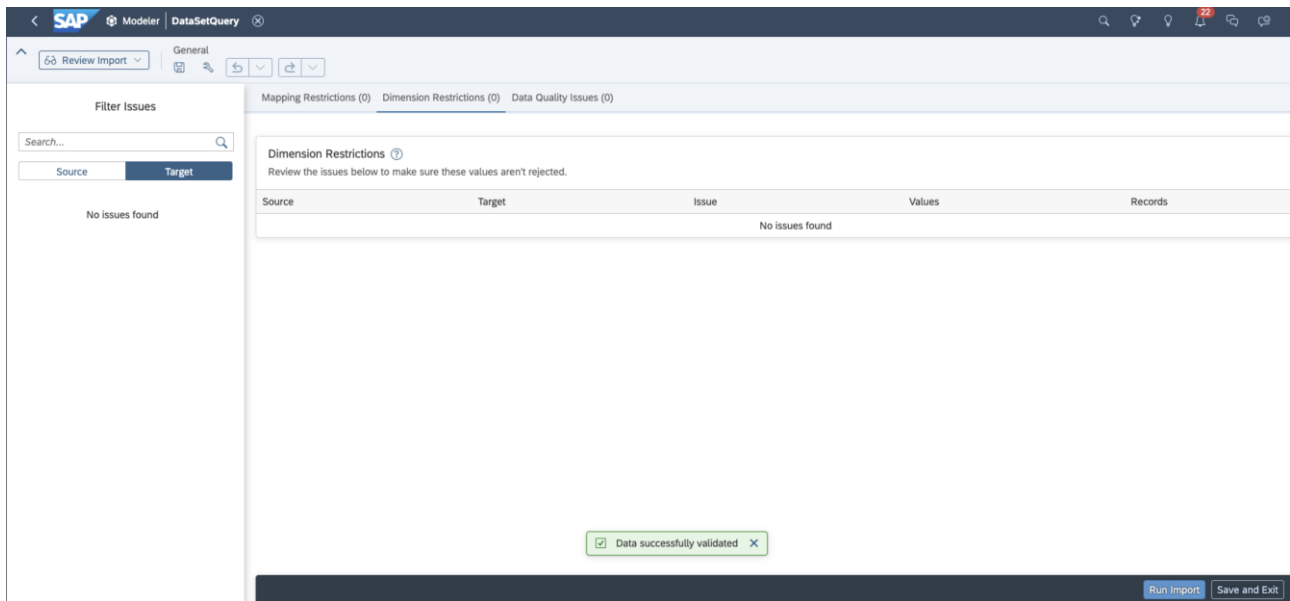 SAP Modeler DataSetQuery 22
General
Review Import
Filter Issues
Search...
Source Target
No issues found
Mapping Restrictions (0) Dimension Restrictions (0) Data Quality Issues (0)
Dimension Restrictions ?
Review the issues below to make sure these values aren't rejected.
Source Target Issue Values Records
No issues found
Data successfully validated
Run Import Save and Exit